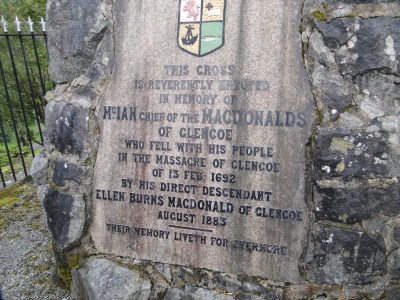 THIS CROSS
IS REVERENTLY ERECTED
IN MEMORY OF
McIAN CHIEF OF THE MACDONALDS
OF GLENCOE
WHO FELL WITH HIS PEOPLE
IN THE MASSACRE OF GLENCOE
OF 13 FEB. 1692
BY HIS DIRECT DESCENDANT
ELLEN BURNS MACDONALD OF GLENCOE
AUGUST 1883
THEIR MEMORY LIVETH FOR EVERMORE